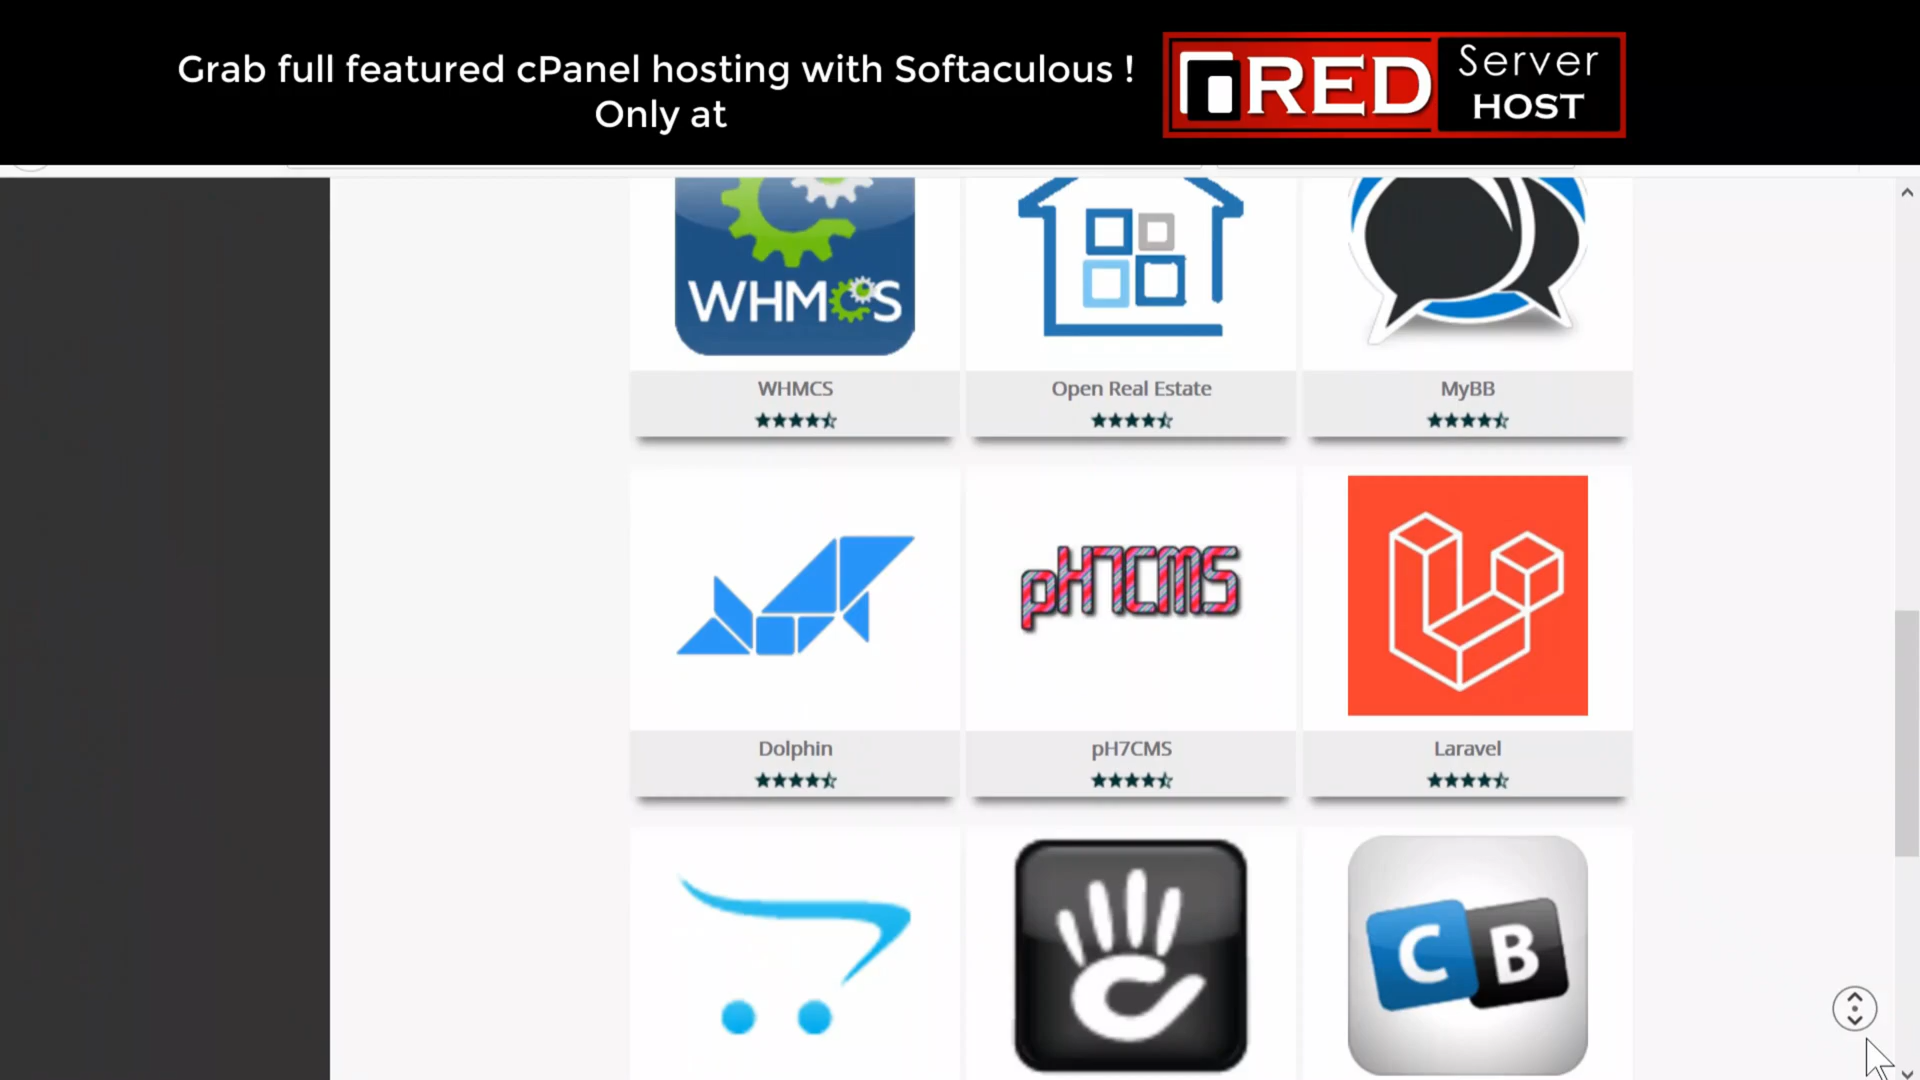 Grab full featured cPanel hosting with Softaculous !
Only at
RED
Server
HOST
WHMCS
WHMCS
Open Real Estate
MyBB
pH7CMS
Dolphin
pH7CMS
Laravel
C B